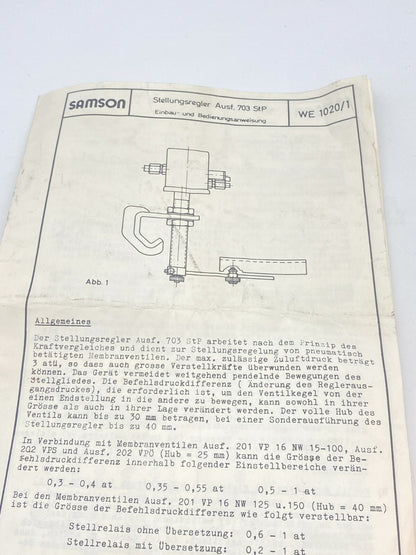 SAMSON
Stellungsregler Ausf. 703 StP
Einbau- und Bedienungsanweisung
WE 1020/1
Abb. 1
Allgemeines
Der Stellungsregler Ausf. 703 StP arbeitet nach dem Prinzip des
Kraftvergleiches und dient zur Stellungsregelung von pneumatisch
betätigten Membranventilen. Der max. zulässige Zuluftdruck beträgt
3 atü, so dass auch grosse Verstellkräfte überwunden werden
können. Das Gerät vermeidet weitgehend pendelnde Bewegungen des
Stellgliedes. Die Befehlsdruckdifferenz ( Änderung des Regleraus-
gangsdruckes), die erforderlich ist, um den Ventilkegel von der
einen Endstellung in die andere zu bewegen, kann sowohl in ihrer
Grösse als auch in ihrer Lage verändert werden. Der volle Hub des
Ventils kann bis zu 30 mm betragen, bei einer Sonderausführung des
Stellungsreglers bis zu 40 mm.
In Verbindung mit Membranventilen Ausf. 201 VP 16 NW 15-100, Ausf.
202 VPS und Ausf. 202 VPO (Hub = 25 mm) kann die Grösse der Be-
fehlsdruckdifferenz innerhalb folgender Einstellbereiche verän-
dert werden:
0,3 - 0,4 at 0,35 - 0,55 at 0,5 - 1 at
Bei den Membranventilen Ausf. 201 VP 16 NW 125 u.150 (Hub = 40 mm)
ist die Grösse der Befehlsdruckdifferenz wie folgt verstellbar:
Stellrelais ohne Übersetzung: 0,6 - 1 at
Stellrelais mit Übersetzung: 0,2 - 1 at